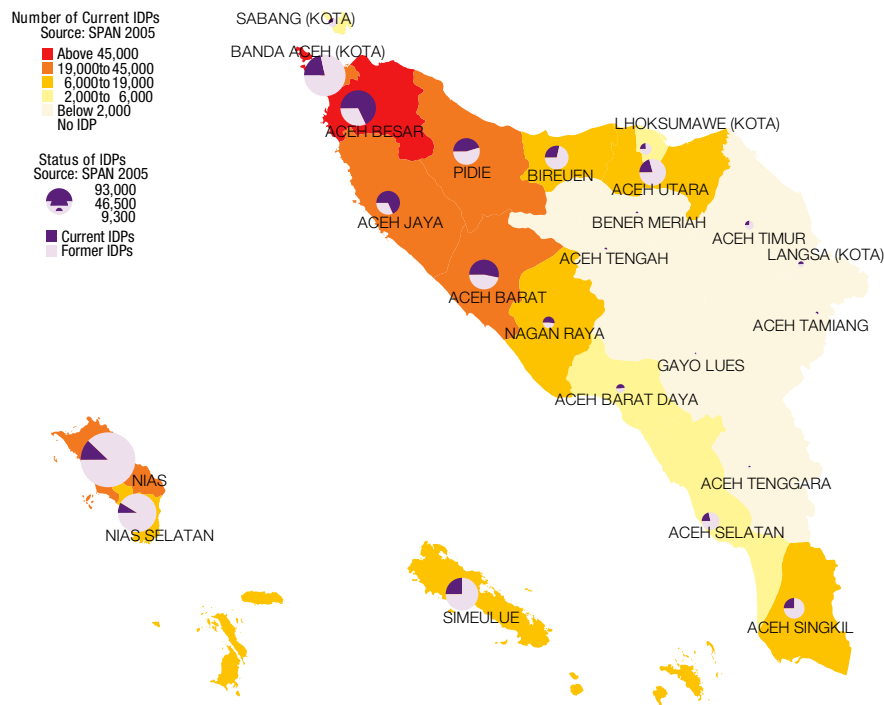 Number of Current IDPs
Source: SPAN 2005
Above 45,000
19,000 to 45,000
6,000 to 19,000
2,000 to 6,000
Below 2,000
No IDP
Status of IDPs
Source: SPAN 2005
93,000
46,500
9,300
Current IDPs
Former IDPs
SABANG (KOTA)
BANDA ACEH (KOTA)
ACEH BESAR
LHOKSUMAWE (KOTA)
PIDIE
BIREUEN
ACEH UTARA
ACEH JAYA
BENER MERIAH
ACEH TIMUR
ACEH TENGAH
LANGSA (KOTA)
ACEH BARAT
NAGAN RAYA
ACEH TAMIANG
GAYO LUES
ACEH BARAT DAYA
NIAS
ACEH TENGGARA
NIAS SELATAN
ACEH SELATAN
SIMEULUE
ACEH SINGKIL